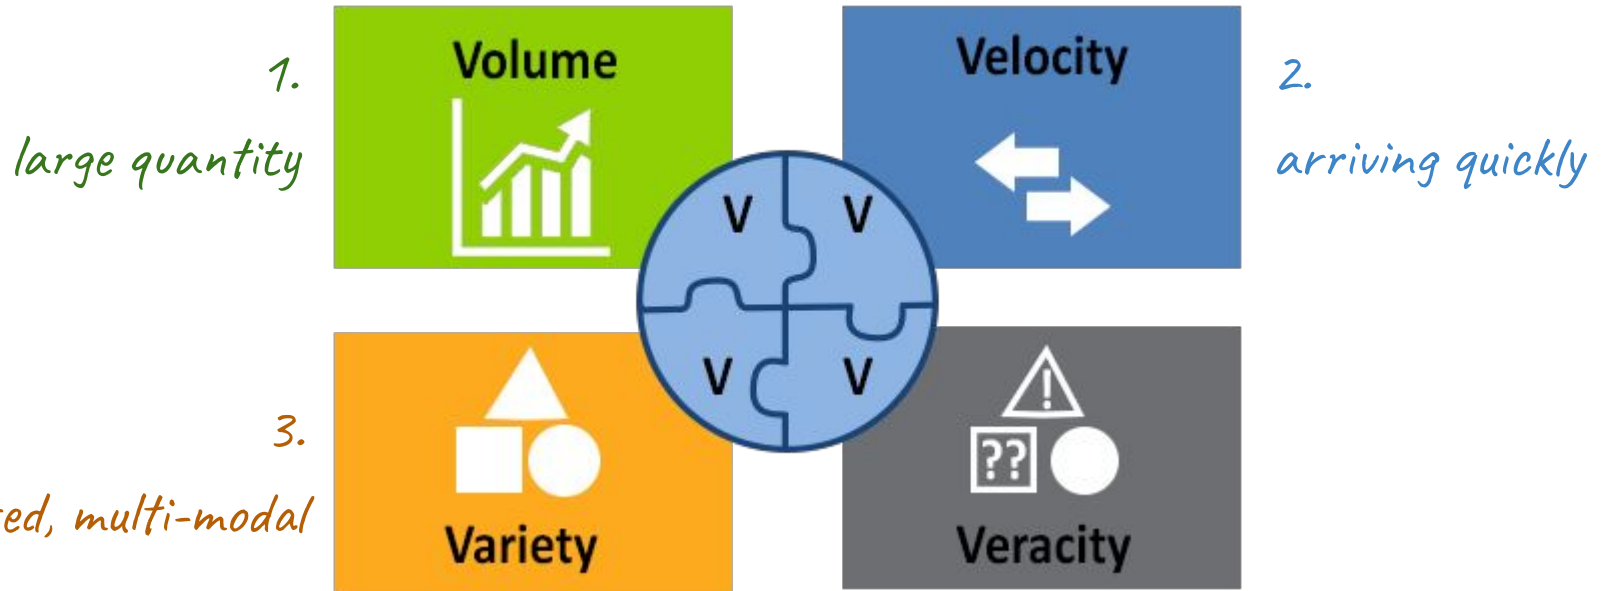 1.
large quantity
Volume
Velocity
2.
arriving quickly
V
V
V
V
3.
multi-modal
Variety
!
??
Veracity